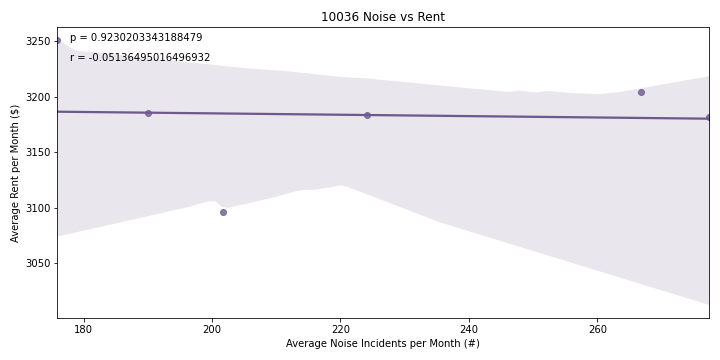 10036 Noise vs Rent
p = 0.9230203343188479
r = -0.05136495016496932
3250
3200
3150
3100
3050
Average Rent per Month ($)
180
200
220
240
260
Average Noise Incidents per Month (#)